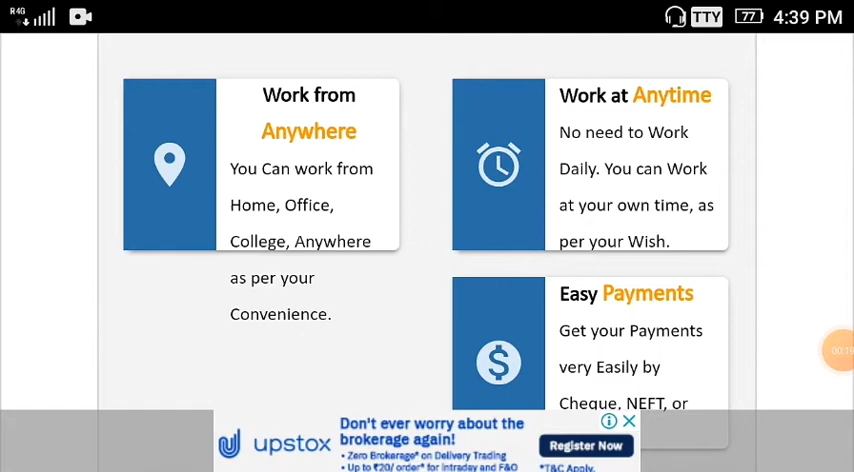 R4G
TTY
77
4:39 PM
Work from
Anywhere
You Can work from
Home, Office,
College, Anywhere
as per your
Convenience.
Work at Anytime
No need to Work
Daily. You can Work
at your own time, as
per your Wish.
Easy Payments
Get your Payments
very Easily by
Cheque, NEFT, or
00:19
upstox
Don't ever worry about the
brokerage again!
• Zero Brokerage* on Delivery Trading
• Up to ₹20/ order* for Intraday and F&O
Register Now
*T&C Apply.